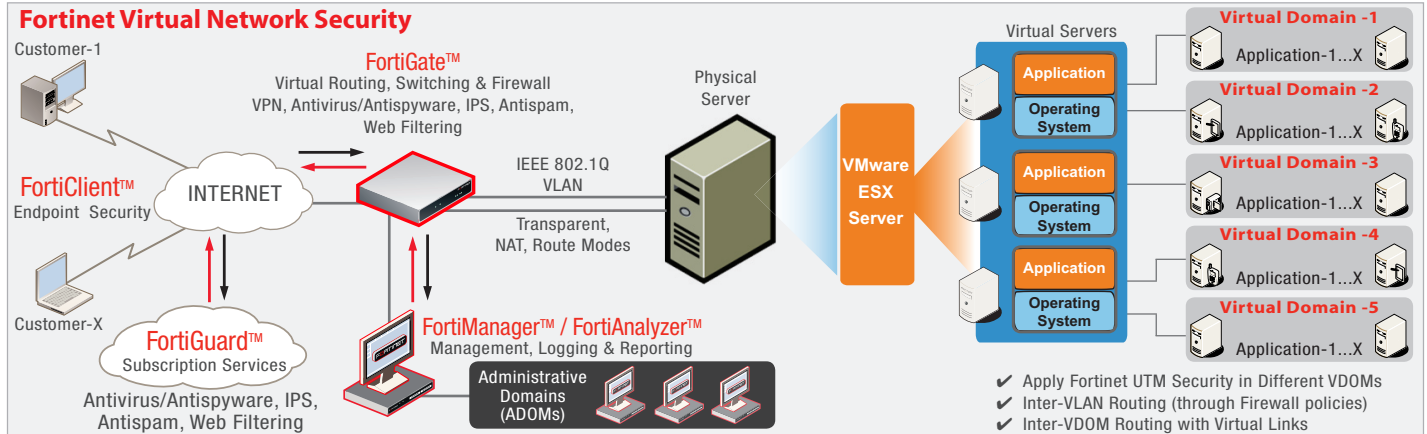 Fortinet Virtual Network Security
Customer-1
FortiGate™
Virtual Routing, Switching & Firewall
VPN, Antivirus/Antispyware, IPS, Antispam,
Web Filtering
INTERNET
FortiClient™
Endpoint Security
Customer-X
FortiGuard™
Subscription Services
Antivirus/Antispyware, IPS,
Antispam, Web Filtering
IEEE 802.1Q
VLAN
Transparent,
NAT, Route Modes
FortiManager™ / FortiAnalyzer™
Management, Logging & Reporting
FORTINET
Administrative
Domains
(ADOMs)
Physical
Server
VMware
ESX
Server
Virtual Servers
Application
Operating
System
Application
Operating
System
Application
Operating
System
Virtual Domain -1
Application-1...X
Virtual Domain -2
Application-1...X
Virtual Domain -3
Application-1...X
Virtual Domain -4
Application-1...X
Virtual Domain -5
Application-1...X
✔ Apply Fortinet UTM Security in Different VDOMs
✔ Inter-VLAN Routing (through Firewall policies)
✔ Inter-VDOM Routing with Virtual Links